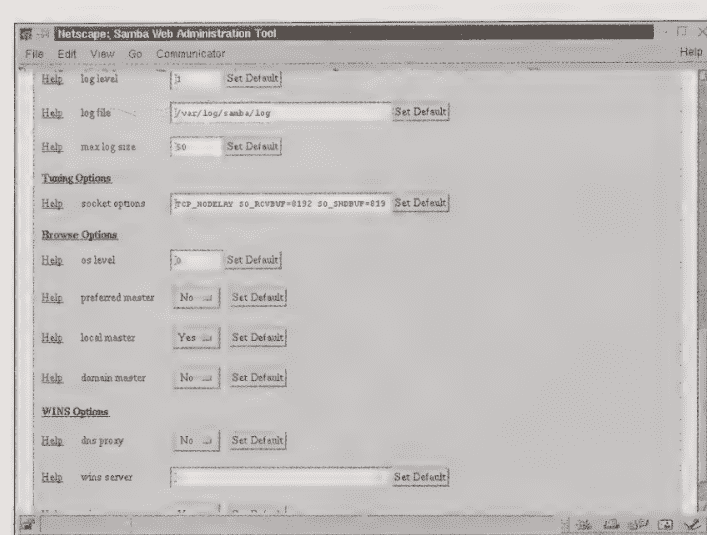 Netscape: Samba Web Administration Tool
File Edit View Go Communicator Help
Help log level Set Default
Help log file /var/log/samba/log Set Default
Help max log size 50 Set Default
Tuning Options
Help socket options TCP_NODELAY SO_RCVBUF=8192 SO_SNDBUF=819 Set Default
Browse Options
Help os level 0 Set Default
Help preferred master No Set Default
Help local master Yes Set Default
Help domain master No Set Default
WINS Options
Help dns proxy No Set Default
Help wins server Set Default